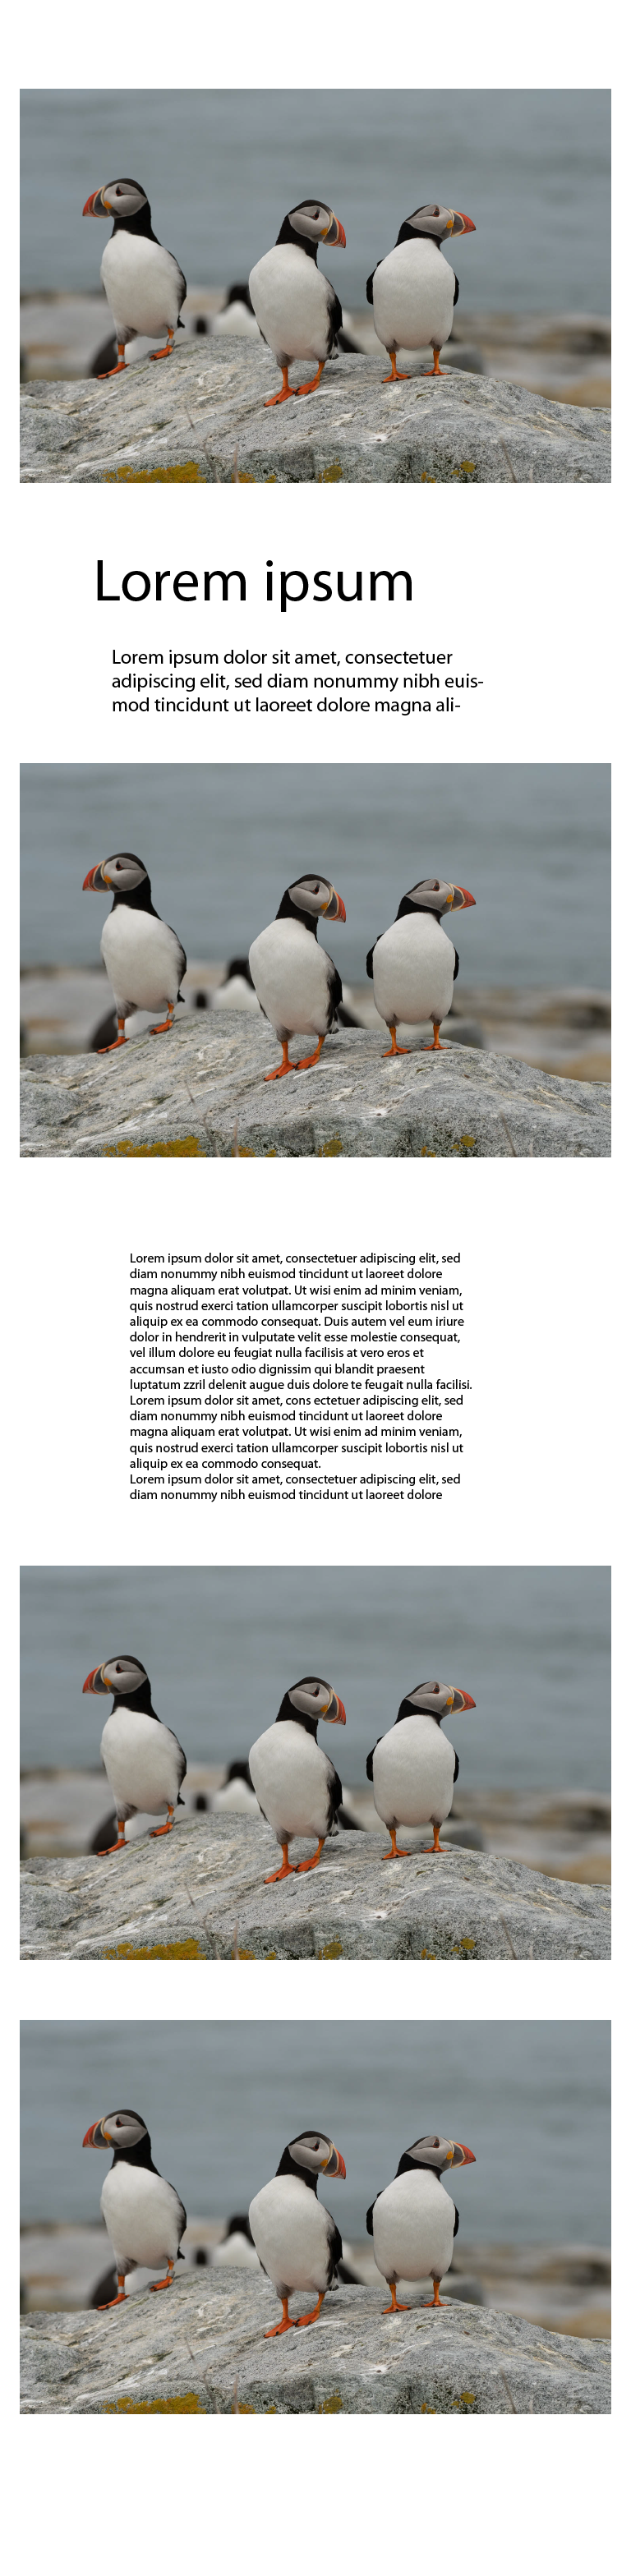 Lorem ipsum
Lorem ipsum dolor sit amet, consectetuer
adipiscing elit, sed diam nonummy nibh euis-
mod tincidunt ut laoreet dolore magna ali-
Lorem ipsum dolor sit amet, consectetuer adipiscing elit, sed
diam nonummy nibh euismod tincidunt ut laoreet dolore
magna aliquam erat volutpat. Ut wisi enim ad minim veniam,
quis nostrud exerci tation ullamcorper suscipit lobortis nisl ut
aliquip ex ea commodo consequat. Duis autem vel eum iriure
dolor in hendrerit in vulputate velit esse molestie consequat,
vel illum dolore eu feugiat nulla facilisis at vero eros et
accumsan et iusto odio dignissim qui blandit praesent
luptatum zzril delenit augue duis dolore te feugait nulla facilisi.
Lorem ipsum dolor sit amet, cons ectetuer adipiscing elit, sed
diam nonummy nibh euismod tincidunt ut laoreet dolore
magna aliquam erat volutpat. Ut wisi enim ad minim veniam,
quis nostrud exerci tation ullamcorper suscipit lobortis nisl ut
aliquip ex ea commodo consequat.
Lorem ipsum dolor sit amet, consectetuer adipiscing elit, sed
diam nonummy nibh euismod tincidunt ut laoreet dolore